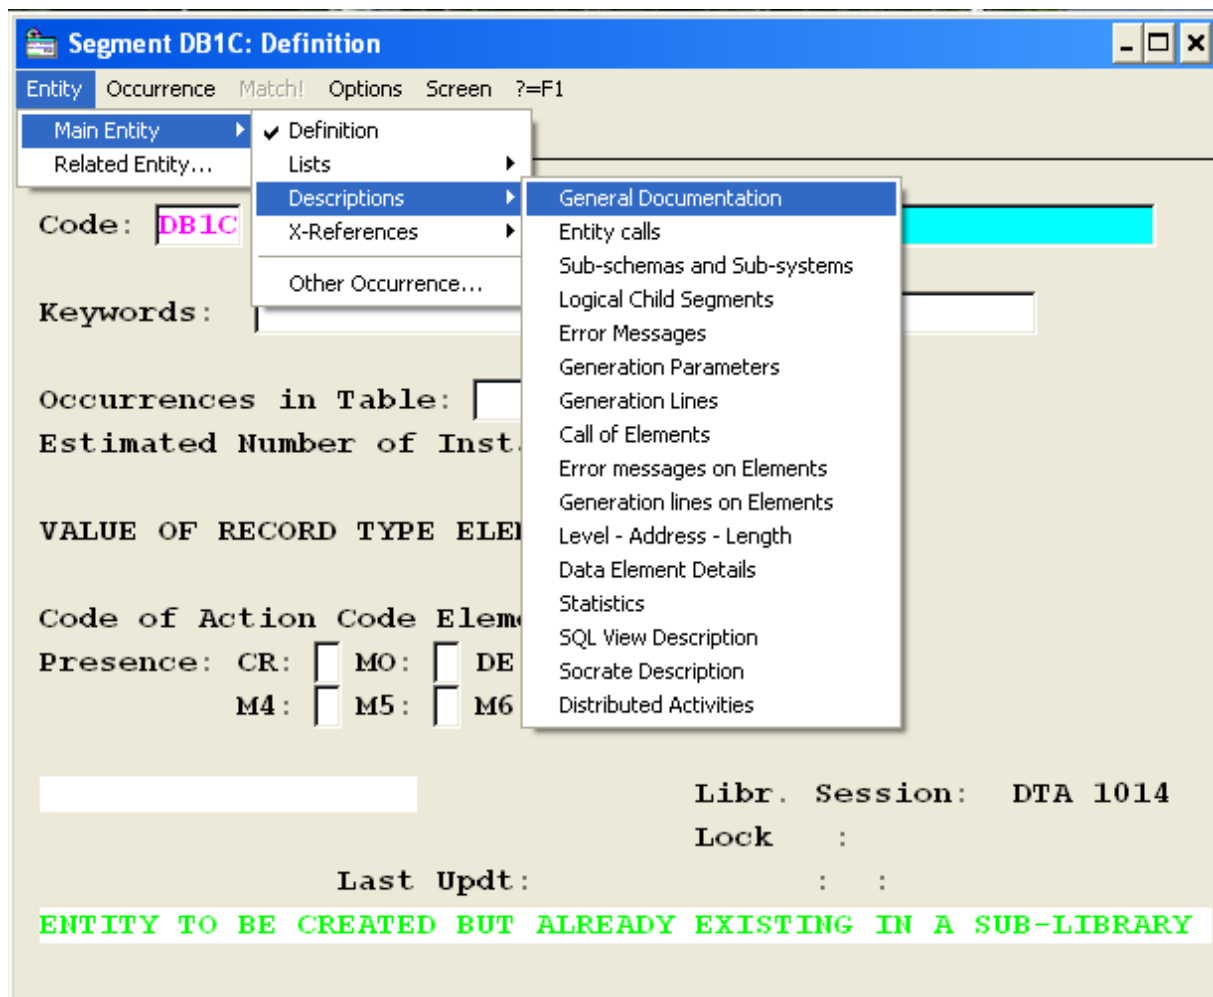 Segment DB1C: Definition
Entity Occurrence Match! Options Screen ?=F1
Main Entity
Related Entity...
Definition
Lists
Descriptions
X-References
Other Occurrence...
General Documentation
Entity calls
Sub-schemas and Sub-systems
Logical Child Segments
Error Messages
Generation Parameters
Generation Lines
Call of Elements
Error messages on Elements
Generation lines on Elements
Level - Address - Length
Data Element Details
Statistics
SQL View Description
Socrate Description
Distributed Activities
Code: DB1C
Keywords:
Occurrences in Table:
Estimated Number of Inst.
VALUE OF RECORD TYPE
Code of Action Code
Presence: CR: MO: DE
M4: M5: M6
Libr. Session: DTA 1014
Lock :
Last Updt: : :
ENTITY TO BE CREATED BUT ALREADY EXISTING IN A SUB-LIBRARY